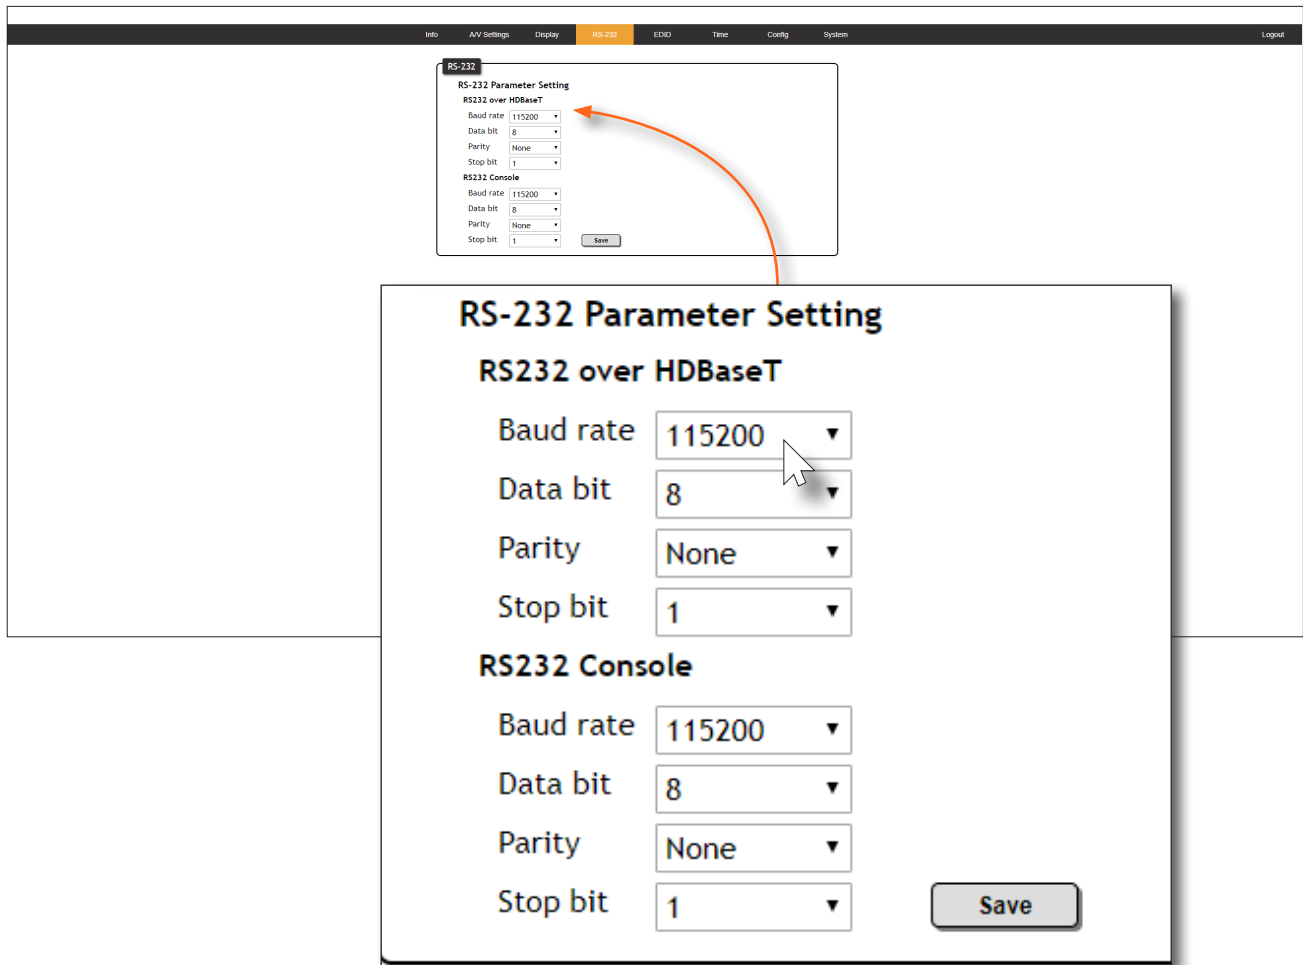 Info A/V Settings Display RS-232 EDID Time Config System Logout
RS-232
RS-232 Parameter Setting
RS232 over HDBaseT
Baud rate 115200
Data bit 8
Parity None
Stop bit 1
RS232 Console
Baud rate 115200
Data bit 8
Parity None
Stop bit 1 Save
RS-232 Parameter Setting
RS232 over HDBaseT
Baud rate 115200
Data bit 8
Parity None
Stop bit 1
RS232 Console
Baud rate 115200
Data bit 8
Parity None
Stop bit 1 Save